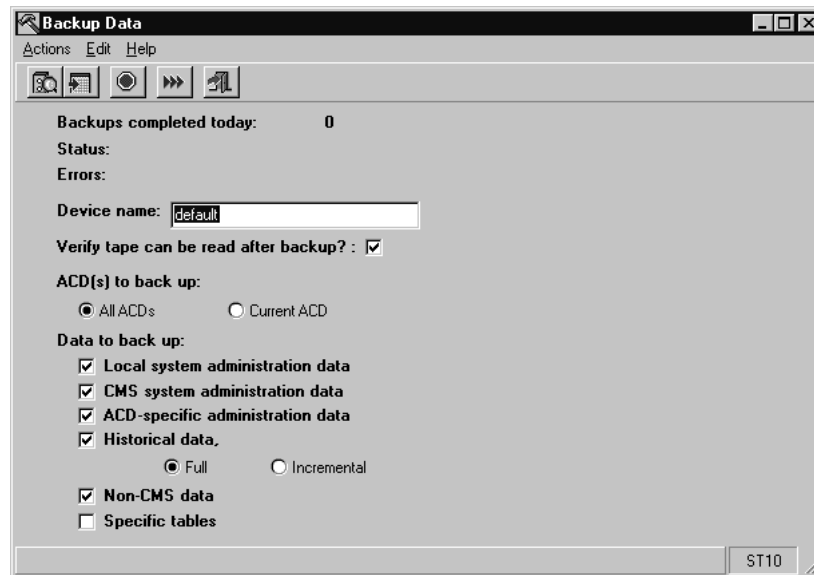 Backup Data
Actions Edit Help
Backups completed today: 0
Status:
Errors:
Device name: default
Verify tape can be read after backup? :
ACD(s) to back up:
All ACDs Current ACD
Data to back up:
Local system administration data
CMS system administration data
ACD-specific administration data
Historical data,
Full Incremental
Non-CMS data
Specific tables
ST10